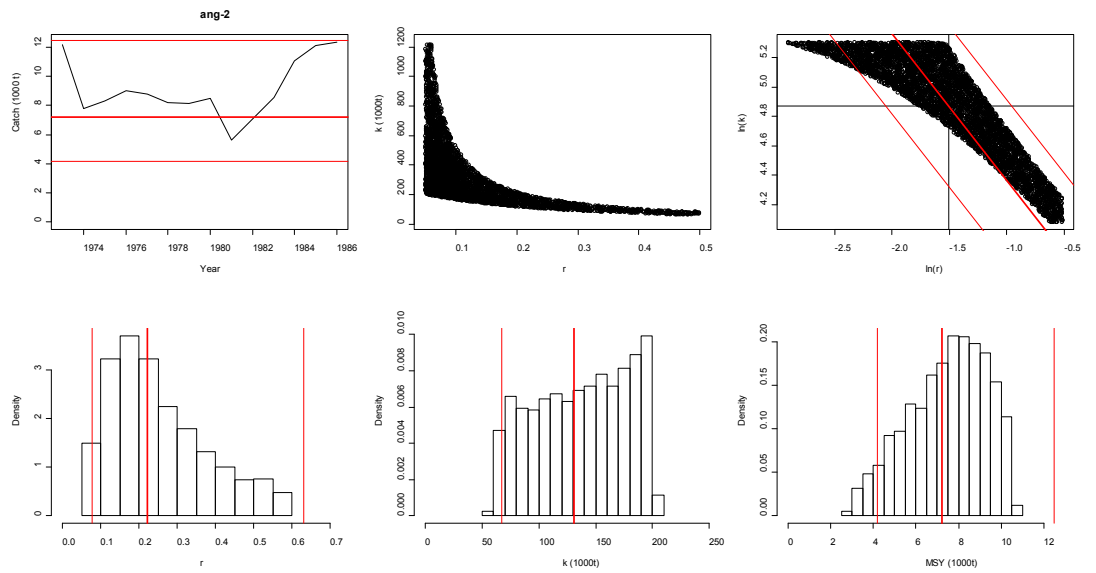 ang-2
Catch (1000 t)
0 2 4 6 8 10 12
1974 1976 1978 1980 1982 1984 1986
Year
k (1000t)
0 200 400 600 800 1000 1200
0.1 0.2 0.3 0.4 0.5
r
ln(k)
4.2 4.4 4.6 4.8 5.0 5.2
-2.5 -2.0 -1.5 -1.0 -0.5
ln(r)
Density
0 1 2 3
0.0 0.1 0.2 0.3 0.4 0.5 0.6 0.7
r
Density
0.000 0.002 0.004 0.006 0.008 0.010
0 50 100 150 200 250
k (1000t)
Density
0.00 0.05 0.10 0.15 0.20
0 2 4 6 8 10 12
MSY (1000t)